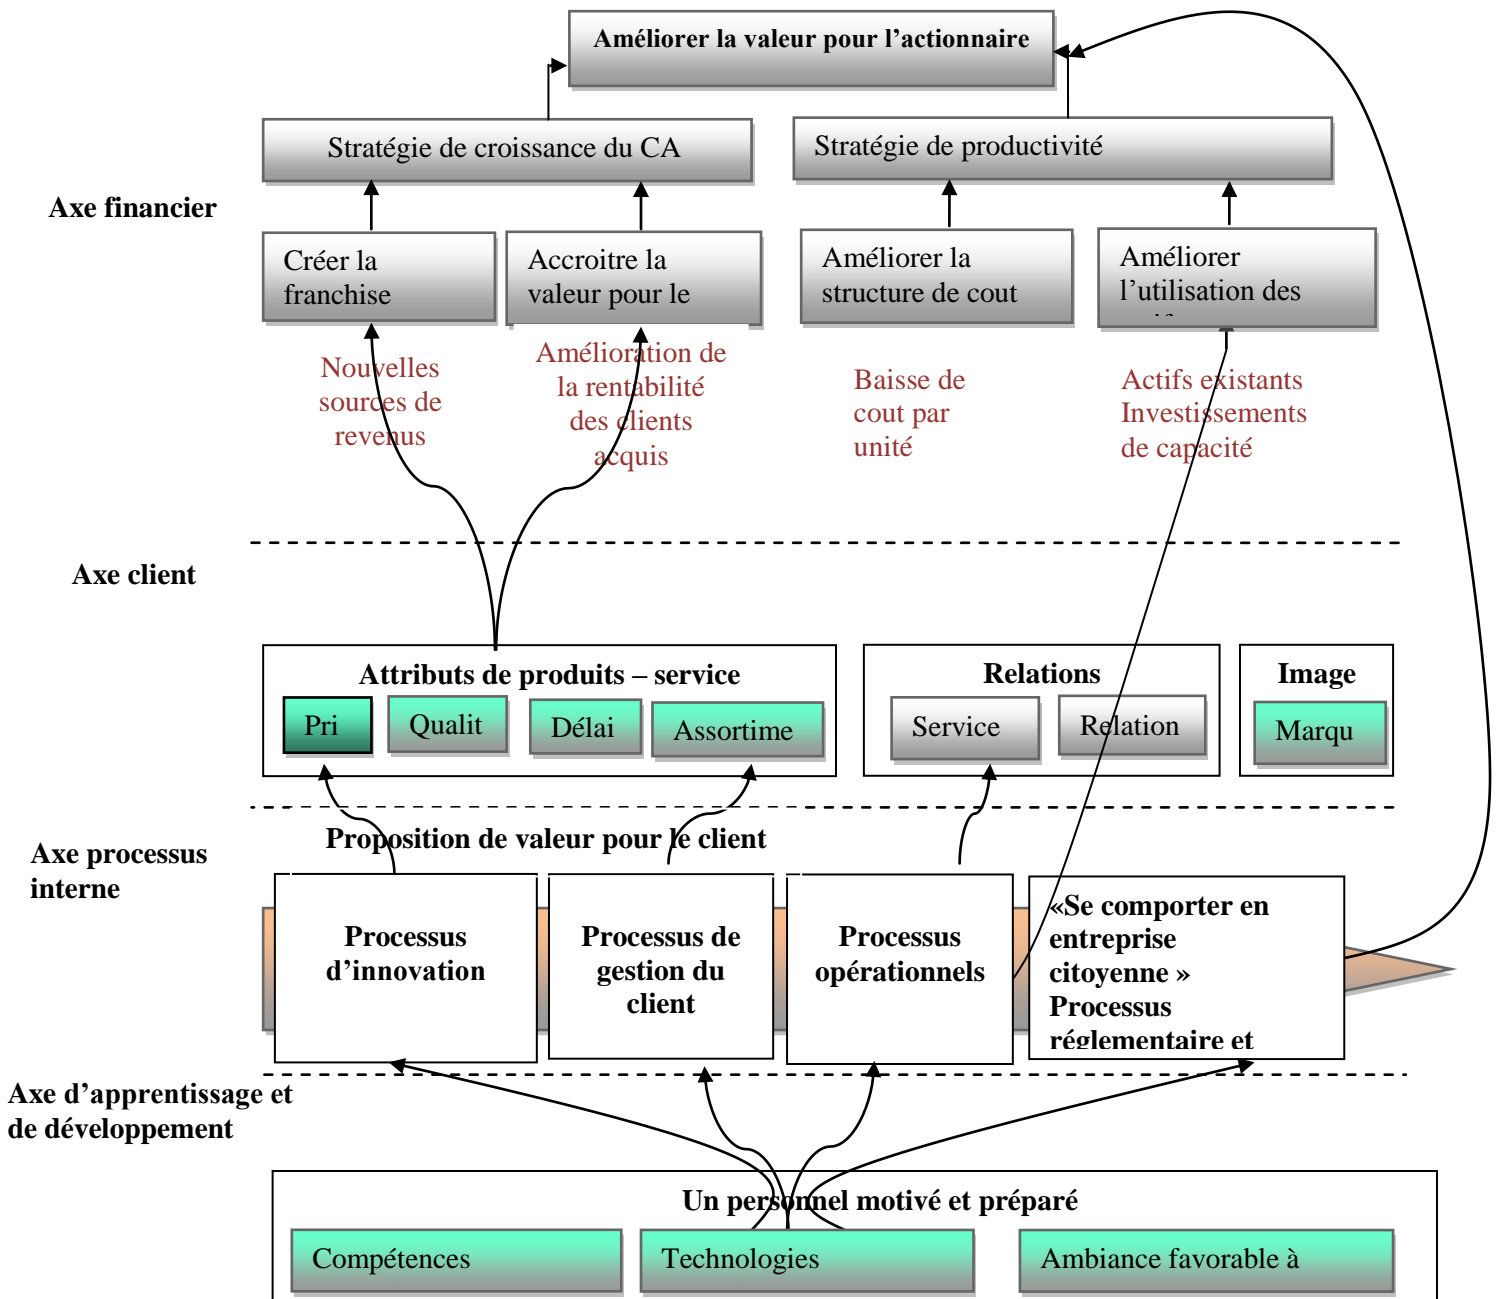 Améliorer la valeur pour l’actionnaire
Stratégie de croissance du CA
Stratégie de productivité
Axe financier
Créer la
franchise
Accroitre la
valeur pour le
Améliorer la
structure de cout
Améliorer
l’utilisation des
Nouvelles
sources de
revenus
Amélioration de
la rentabilité
des clients
acquis
Baisse de
cout par
unité
Actifs existants
Investissements
de capacité
Axe client
Attributs de produits – service
Pri
Qualit
Délai
Assortime
Relations
Service
Relation
Image
Marqu
Proposition de valeur pour le client
Axe processus
interne
Processus
d’innovation
Processus de
gestion du
client
Processus
opérationnels
«Se comporter en
entreprise
citoyenne »
Processus
réglementaire et
Axe d’apprentissage et
de développement
Un personnel motivé et préparé
Compétences
Technologies
Ambiance favorable à